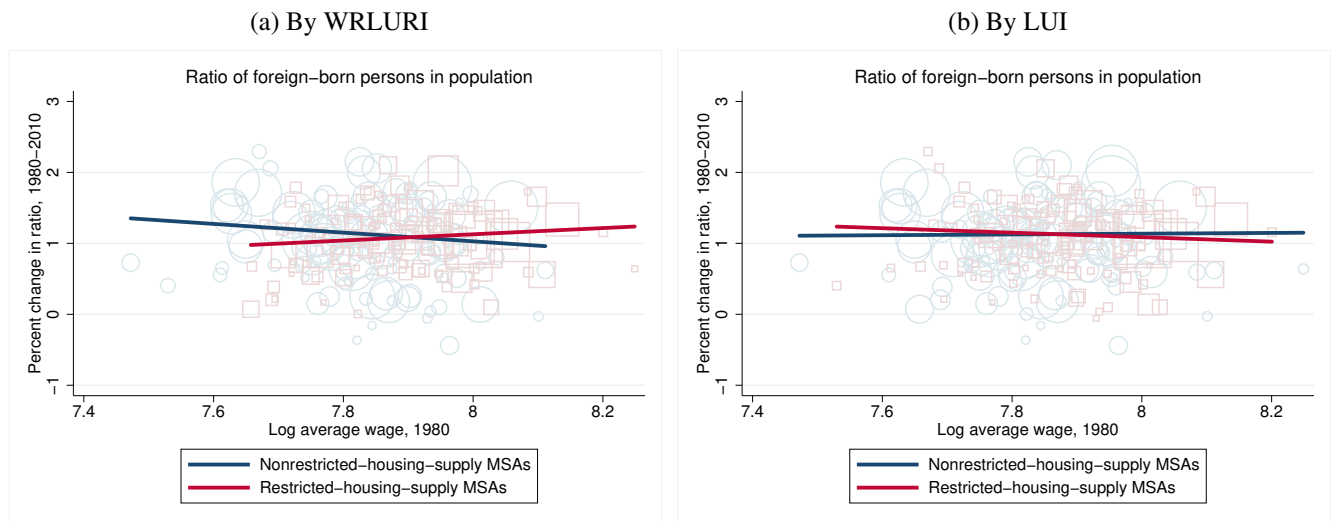 (a) By WRLURI
Ratio of foreign−born persons in population
Percent change in ratio, 1980−2010
3
2
1
0
−1
7.4
7.6
7.8
8
8.2
Log average wage, 1980
Nonrestricted−housing−supply MSAs
Restricted−housing−supply MSAs
(b) By LUI
Ratio of foreign−born persons in population
Percent change in ratio, 1980−2010
3
2
1
0
−1
7.4
7.6
7.8
8
8.2
Log average wage, 1980
Nonrestricted−housing−supply MSAs
Restricted−housing−supply MSAs